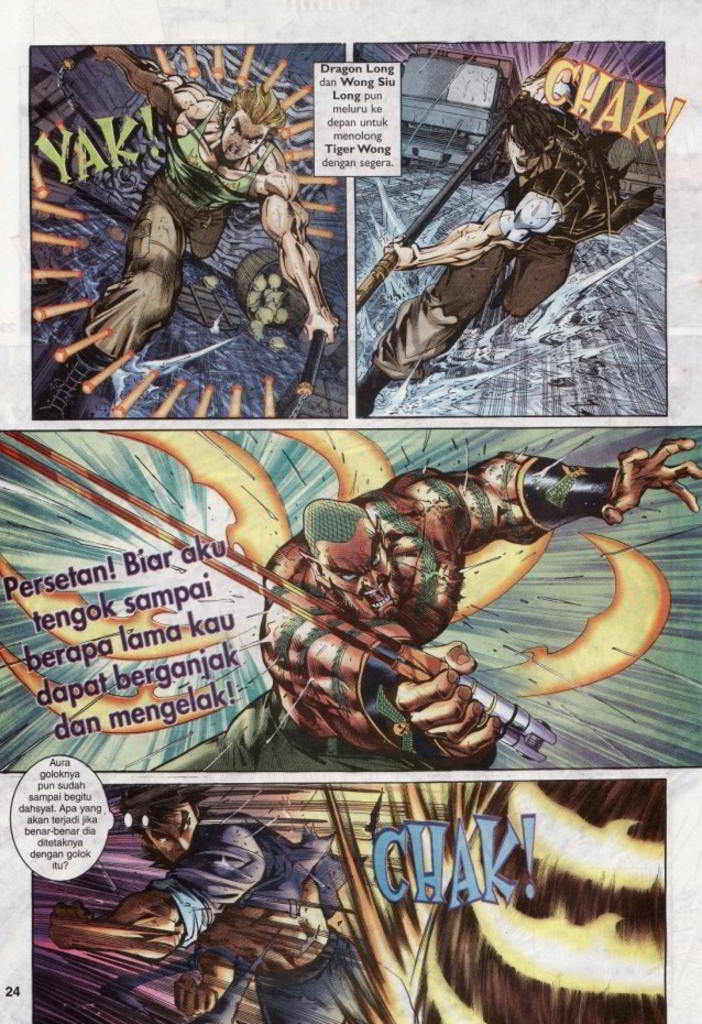 YAK!
Dragon Long
dan Wong Siu
Long pun
meluru ke
depan untuk
menolong
Tiger Wong
dengan segera.
CHAK!
Persetan! Biar aku
tengok sampai
berapa lama kau
dapat berganjak
dan mengelak!
Aura
goloknya
pun sudah
sampai begitu
dahsyat. Apa yang
akan terjadi jika
benar-benar dia
ditetaknya
dengan golok
itu?
CHAK!
24